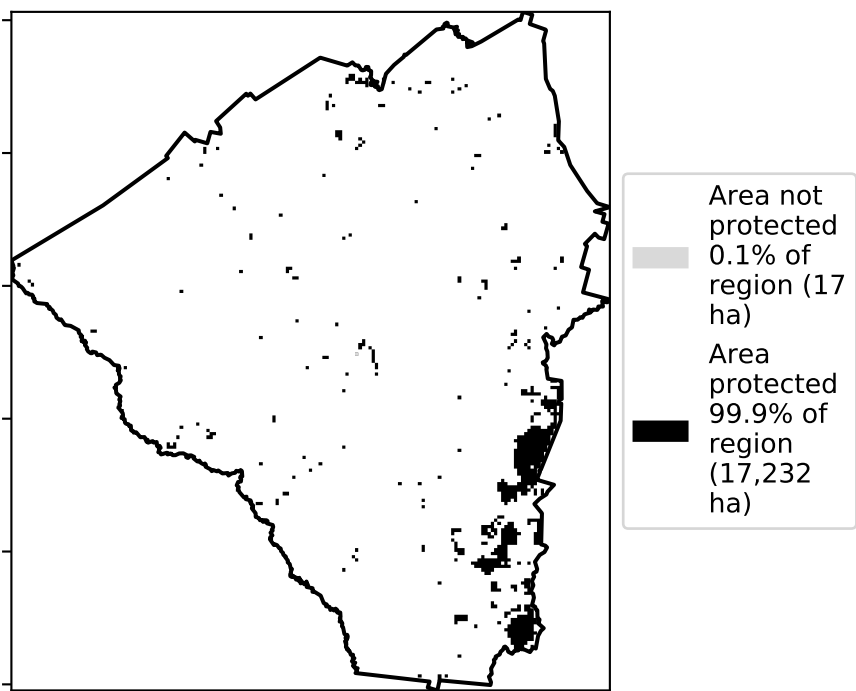 Area not
protected
0.1% of
region (17
ha)
Area
protected
99.9% of
region
(17,232
ha)